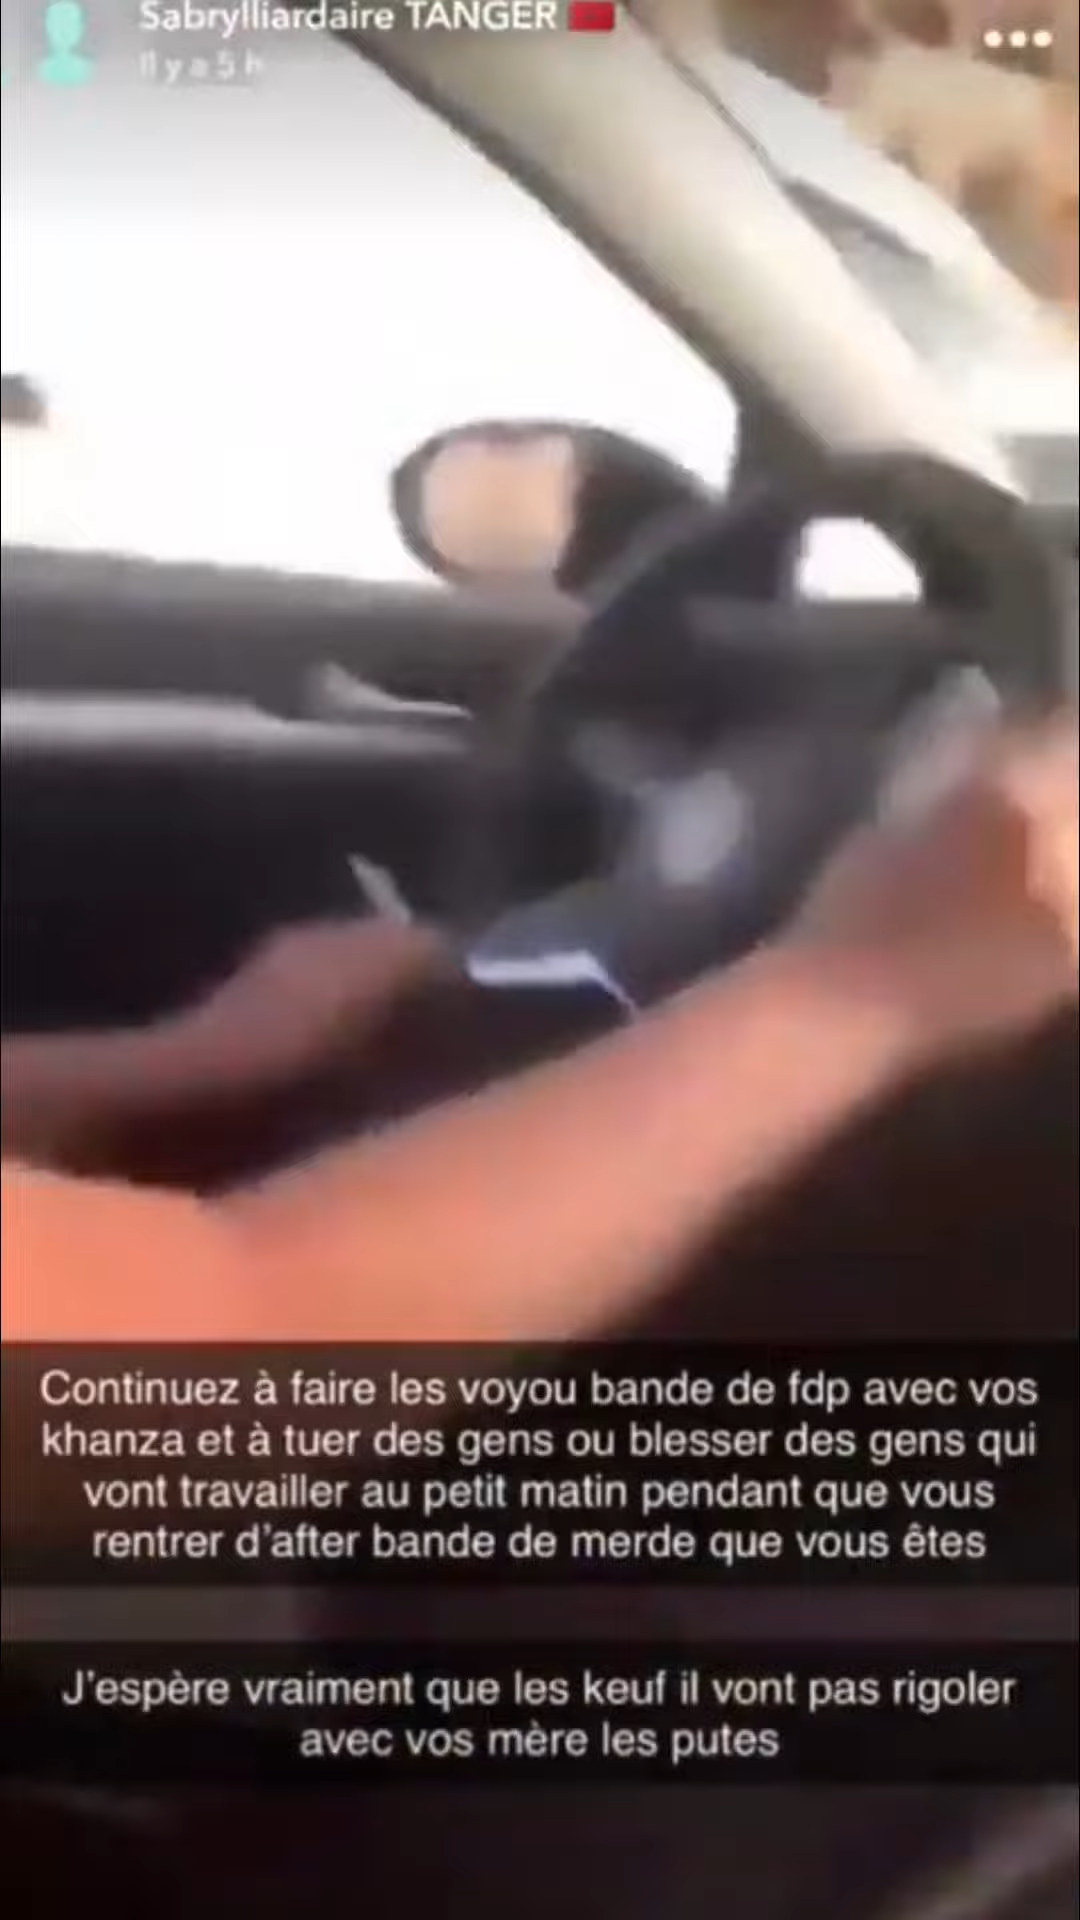 Sabrylliardaire TANGER 🇲🇦
Il y a 5 h
Continuez à faire les voyou bande de fdp avec vos
khanza et à tuer des gens ou blesser des gens qui
vont travailler au petit matin pendant que vous
rentrer d'after bande de merde que vous êtes
J'espère vraiment que les keuf il vont pas rigoler
avec vos mère les putes